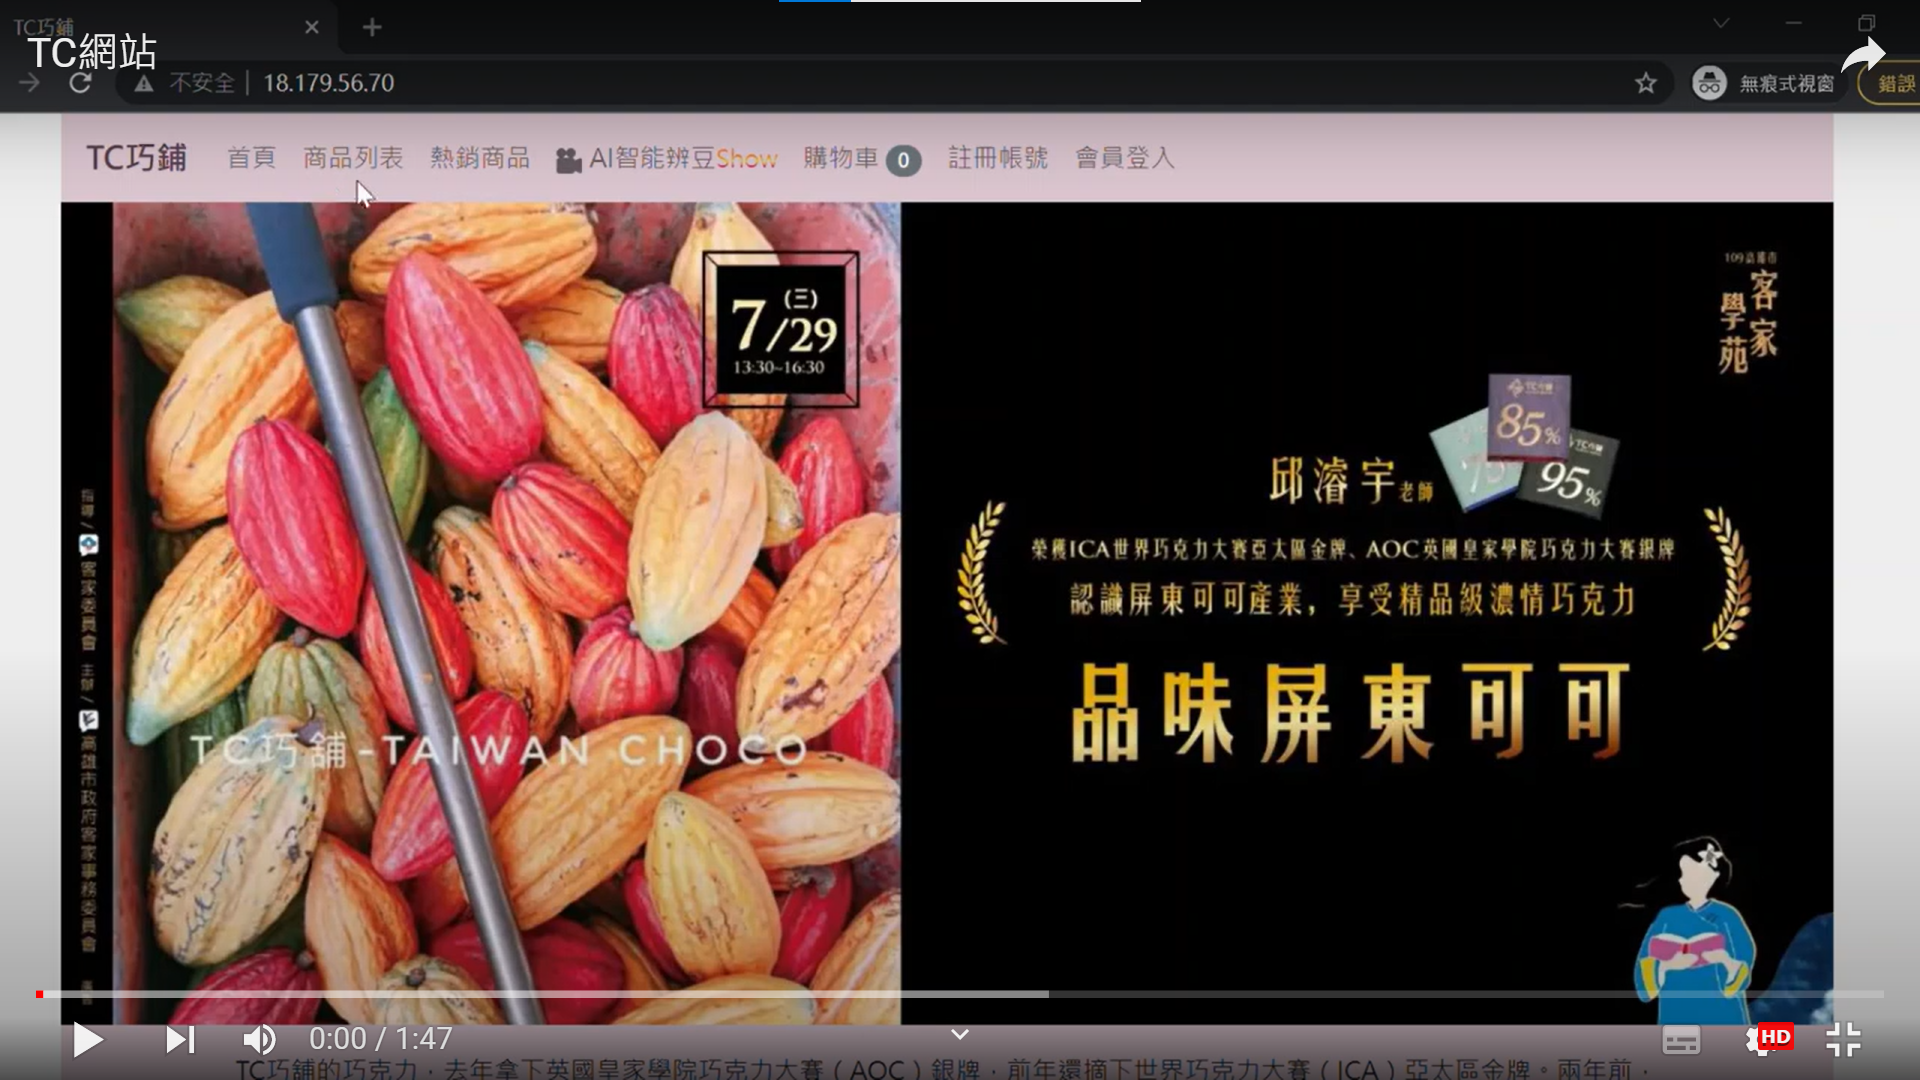 TC巧鋪
TC網站
不安全
18.179.56.70
無痕式視窗
錯誤
TC巧鋪
首頁
商品列表
熱銷商品
AI智能辨豆Show
購物車 0
註冊帳號
會員登入
7/29
(三)
13:30~16:30
109高雄市
客家
學苑
85%
75
95%
邱濬宇老師
榮獲ICA世界巧克力大賽亞太區金牌、AOC英國皇家學院巧克力大賽銀牌
認識屏東可可產業，享受精品級濃情巧克力
品味屏東可可
TC巧舖-TAIWAN CHOCO
指導/
客家委員會
主辦/
高雄市政府客家事務委員會
0:00 / 1:47
HD
TC巧舖的巧克力，去年拿下英國皇家學院巧克力大賽（AOC）銀牌，前年還摘下世界巧克力大賽（ICA）亞太區金牌。兩年前，